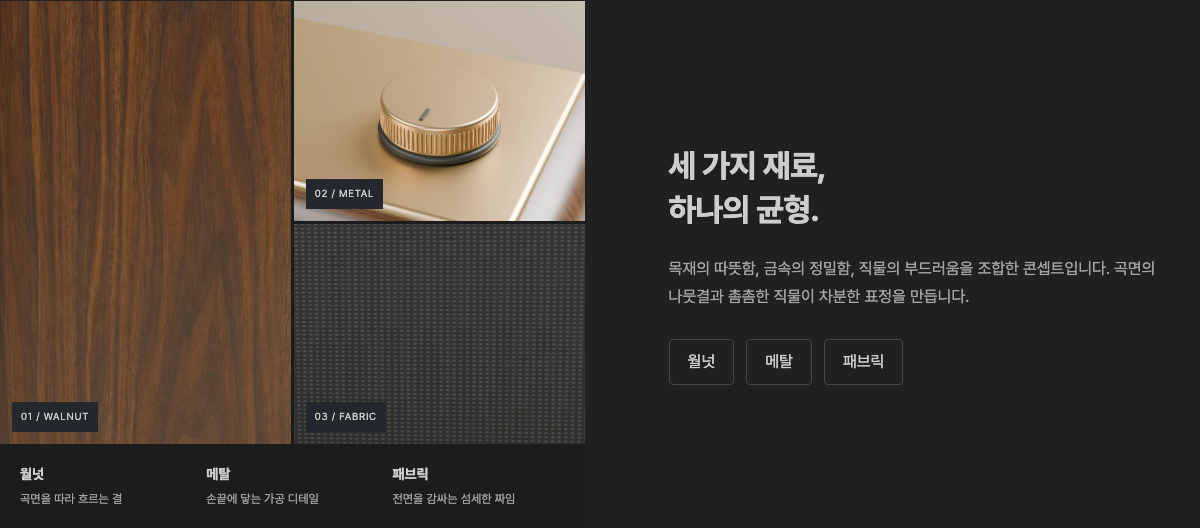 02 / METAL
01 / WALNUT
03 / FABRIC
월넛
곡면을 따라 흐르는 결
메탈
손끝에 닿는 가공 디테일
패브릭
전면을 감싸는 섬세한 짜임
세 가지 재료,
하나의 균형.
목재의 따뜻함, 금속의 정밀함, 직물의 부드러움을 조합한 콘셉트입니다. 곡면의
나뭇결과 촘촘한 직물이 차분한 표정을 만듭니다.
월넛
메탈
패브릭